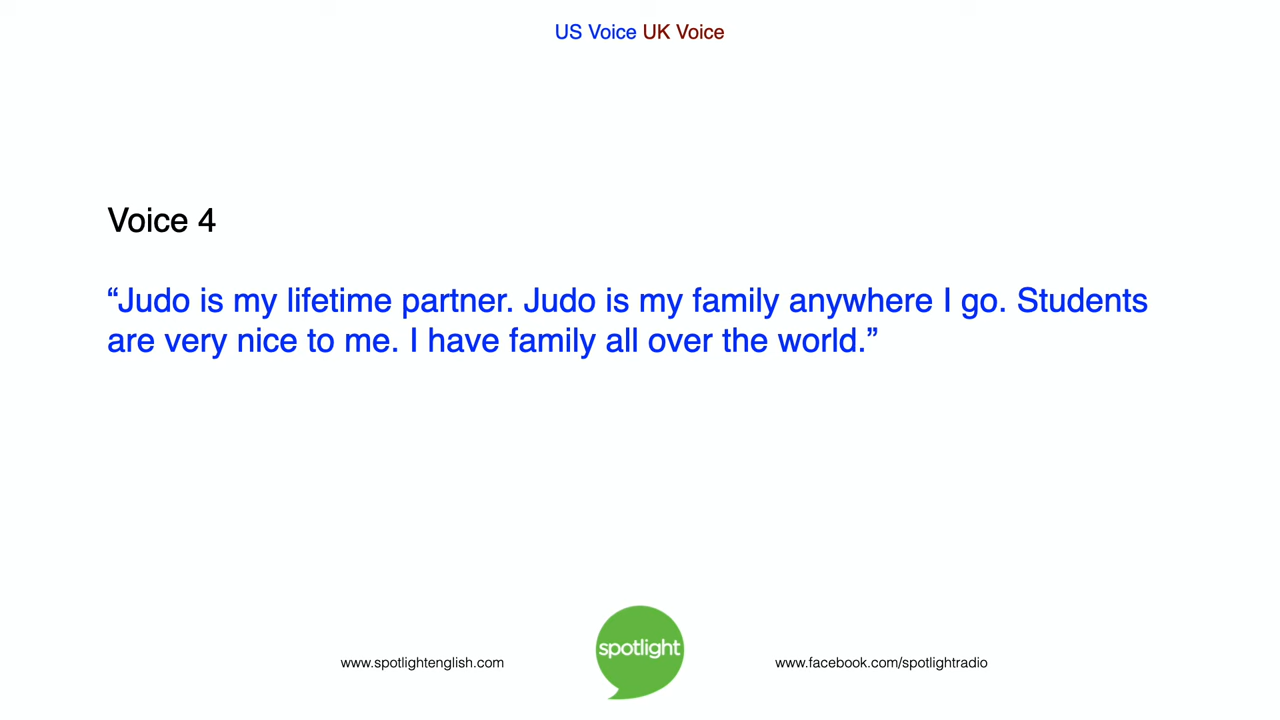 US Voice UK Voice
Voice 4
“Judo is my lifetime partner. Judo is my family anywhere I go. Students
are very nice to me. I have family all over the world.”
www.spotlightenglish.com
spotlight
www.facebook.com/spotlightradio